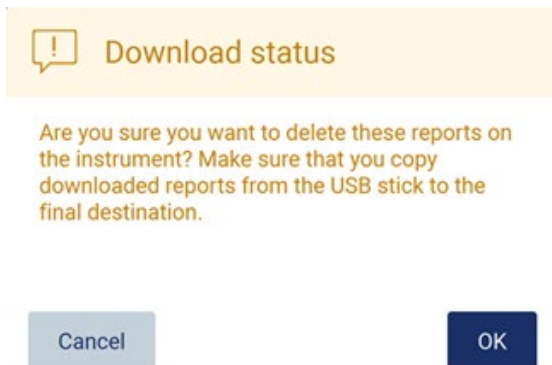 Download status
Are you sure you want to delete these reports on
the instrument? Make sure that you copy
downloaded reports from the USB stick to the
final destination.
Cancel
OK